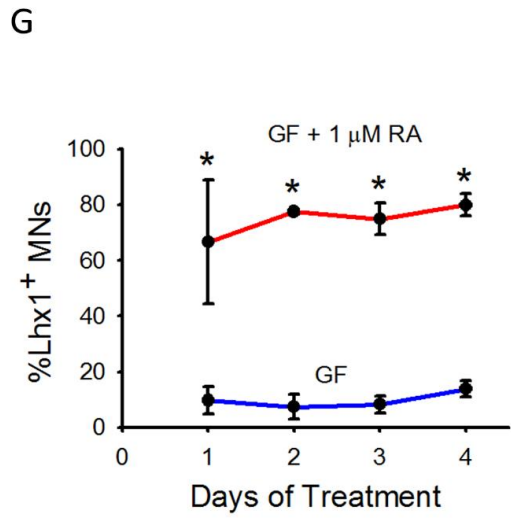 G
GF + 1 μM RA
%Lhx1+ MNs
100
80
60
40
20
0
* * * *
GF
0 1 2 3 4
Days of Treatment